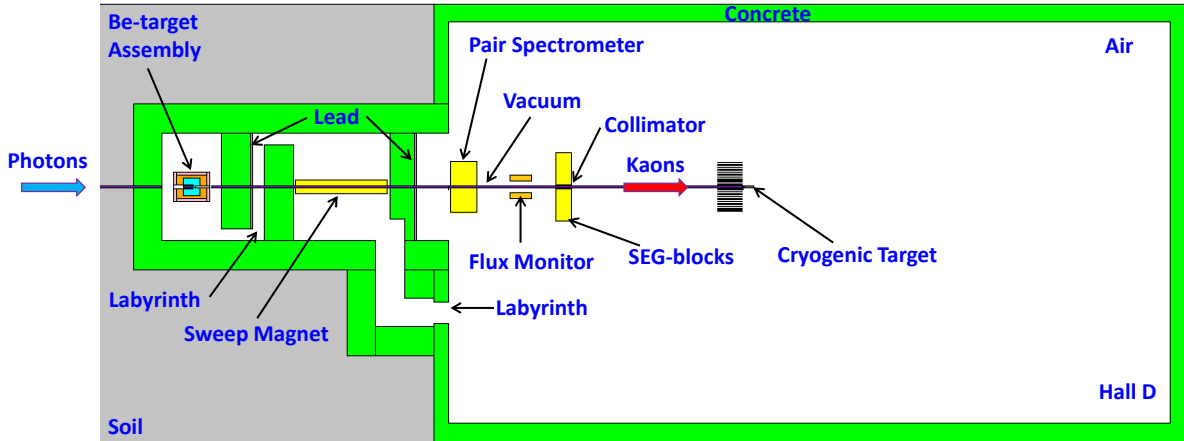 Concrete
Be-target
Assembly
Pair Spectrometer
Air
Vacuum
Lead
Collimator
Photons
Kaons
Flux Monitor
SEG-blocks
Cryogenic Target
Labyrinth
Labyrinth
Sweep Magnet
Hall D
Soil